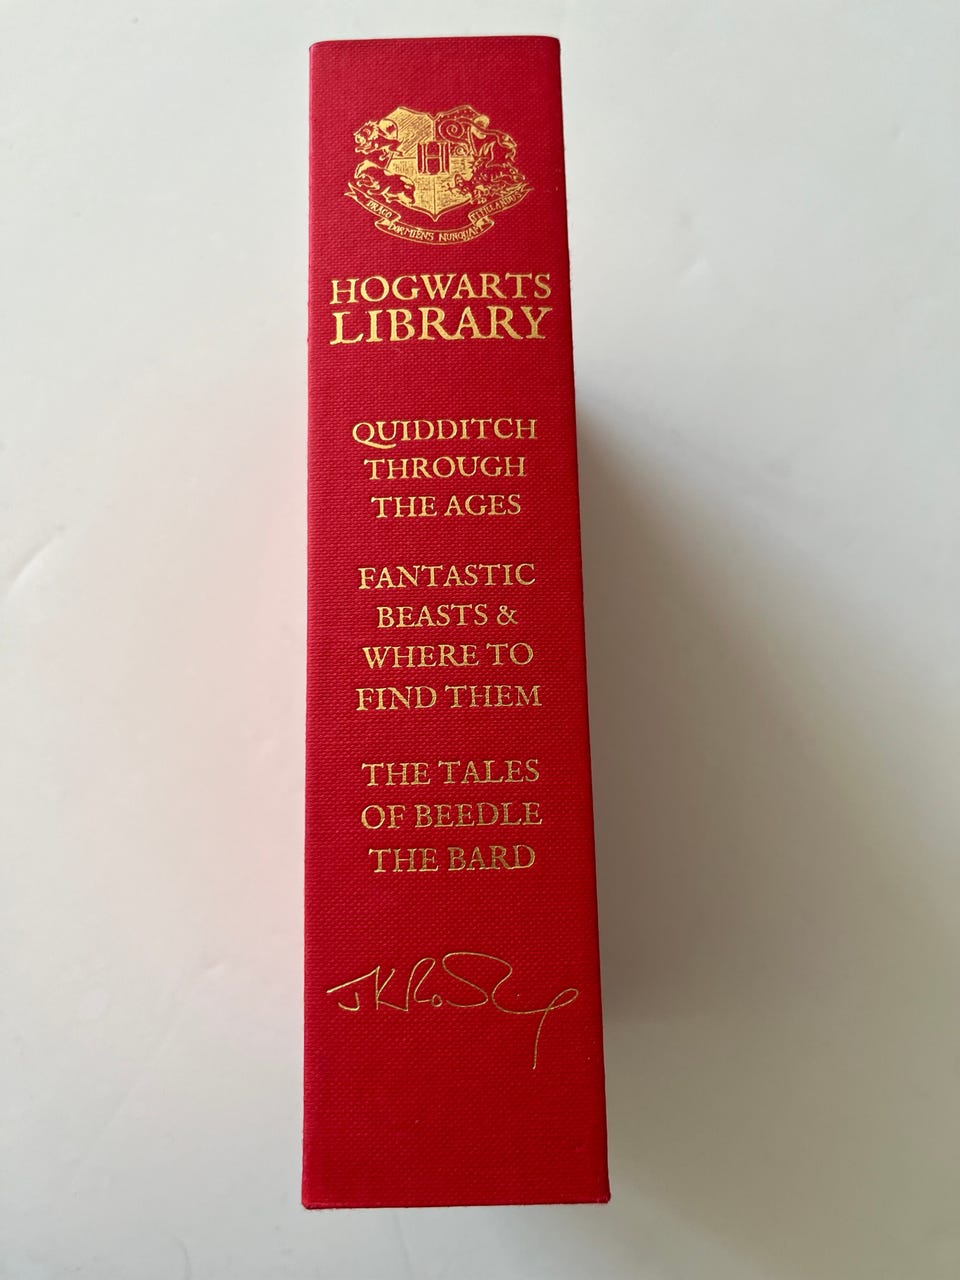 DRACO DORMIENS NUNQUAM TITILLANDUS
H
HOGWARTS
LIBRARY
QUIDDITCH
THROUGH
THE AGES
FANTASTIC
BEASTS &
WHERE TO
FIND THEM
THE TALES
OF BEEDLE
THE BARD
JKRowling